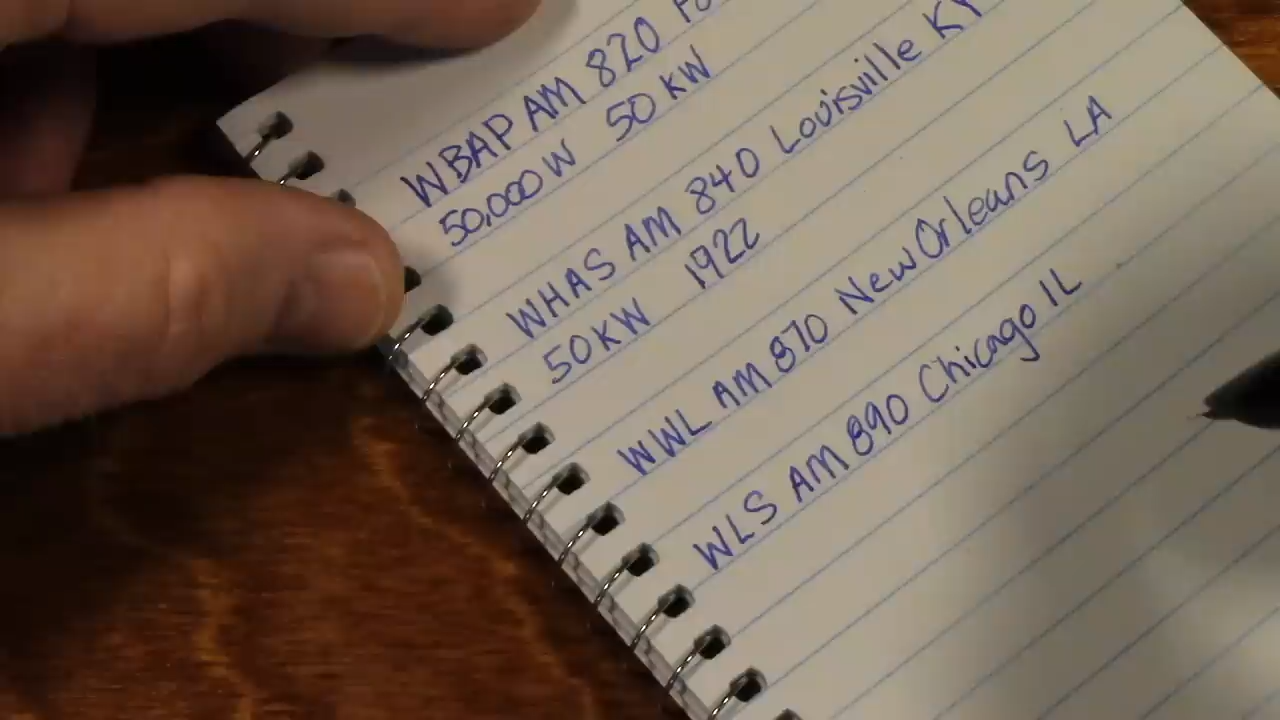 WBAP AM 820
50,000 W 50 KW
WHAS AM 840 Louisville KY
50 KW 1922
WWL AM 870 New Orleans LA
WLS AM 890 Chicago IL